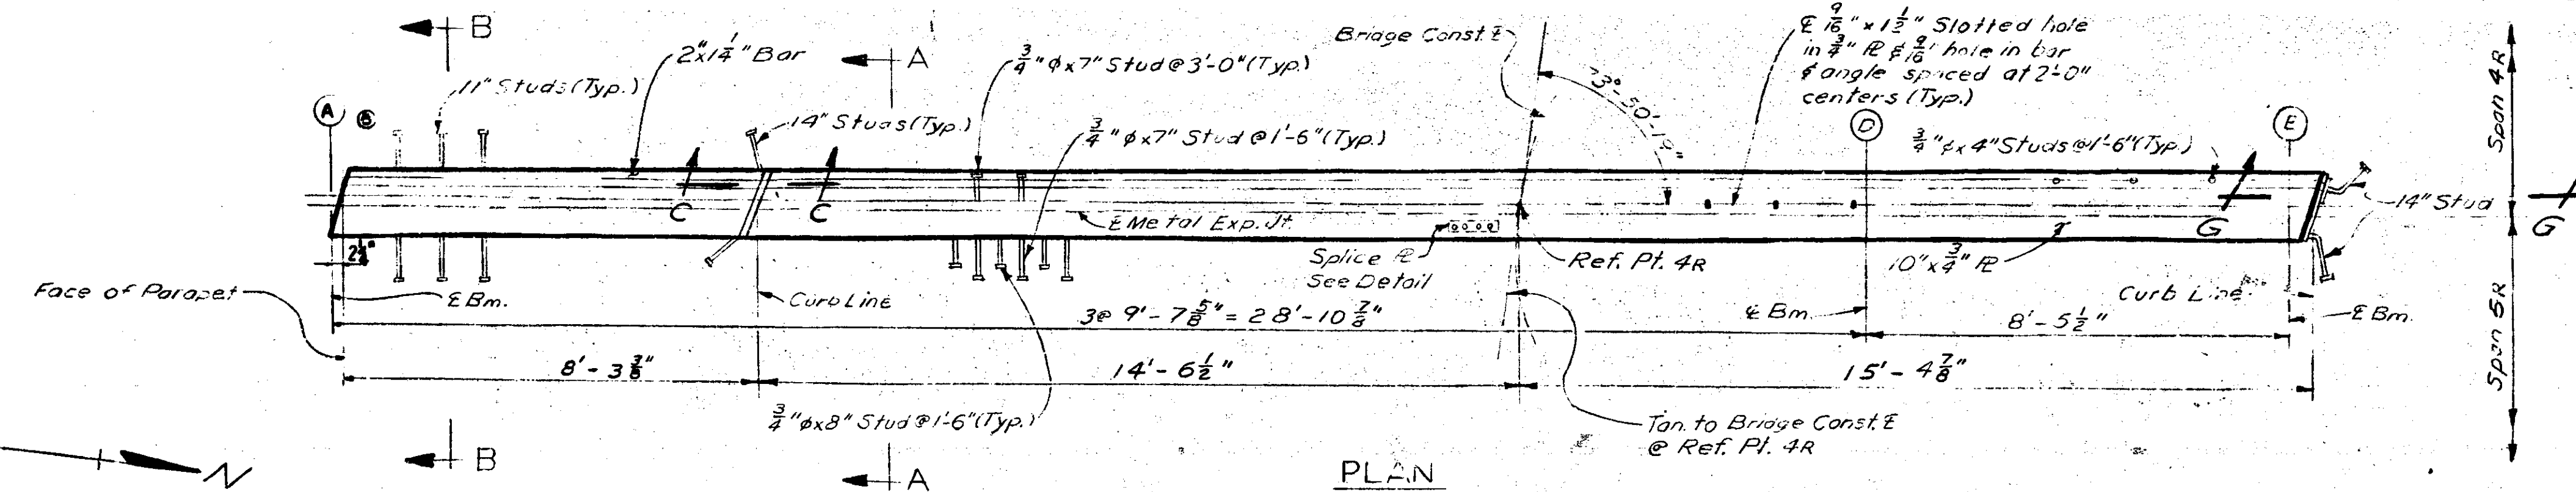 B
11" Studs (Typ.)
2"x1 1/4" Bar
A
3/4" φ x 7" Stud @ 3'-0" (Typ.)
Bridge Const. ℄
℄ 9/16" x 1 1/2" Slotted hole
in 3/4" ℙ & 9/16" hole in bar
& angle spaced at 2'-0"
centers (Typ.)
Span 4R
A
14" Studs (Typ.)
3/4" φ x 7" Stud @ 1'-6" (Typ.)
D
3/4" φ x 4" Studs @ 1'-6" (Typ.)
E
C
C
℄ Metal Exp. Jt.
G
14" Stud
G
Face of Parapet
℄ Bm.
Curb Line
Splice ℙ
See Detail
Ref. Pt. 4R
10" x 3/4" ℙ
Curb Line
3@ 9'-7 5/8" = 28'-10 7/8"
℄ Bm.
8'-5 1/2"
℄ Bm.
Span 5R
8'-3 3/8"
14'-6 1/2"
15'-4 7/8"
3/4" φ x 8" Stud @ 1'-6" (Typ.)
Tan. to Bridge Const. ℄
@ Ref. Pt. 4R
N
B
A
PLAN